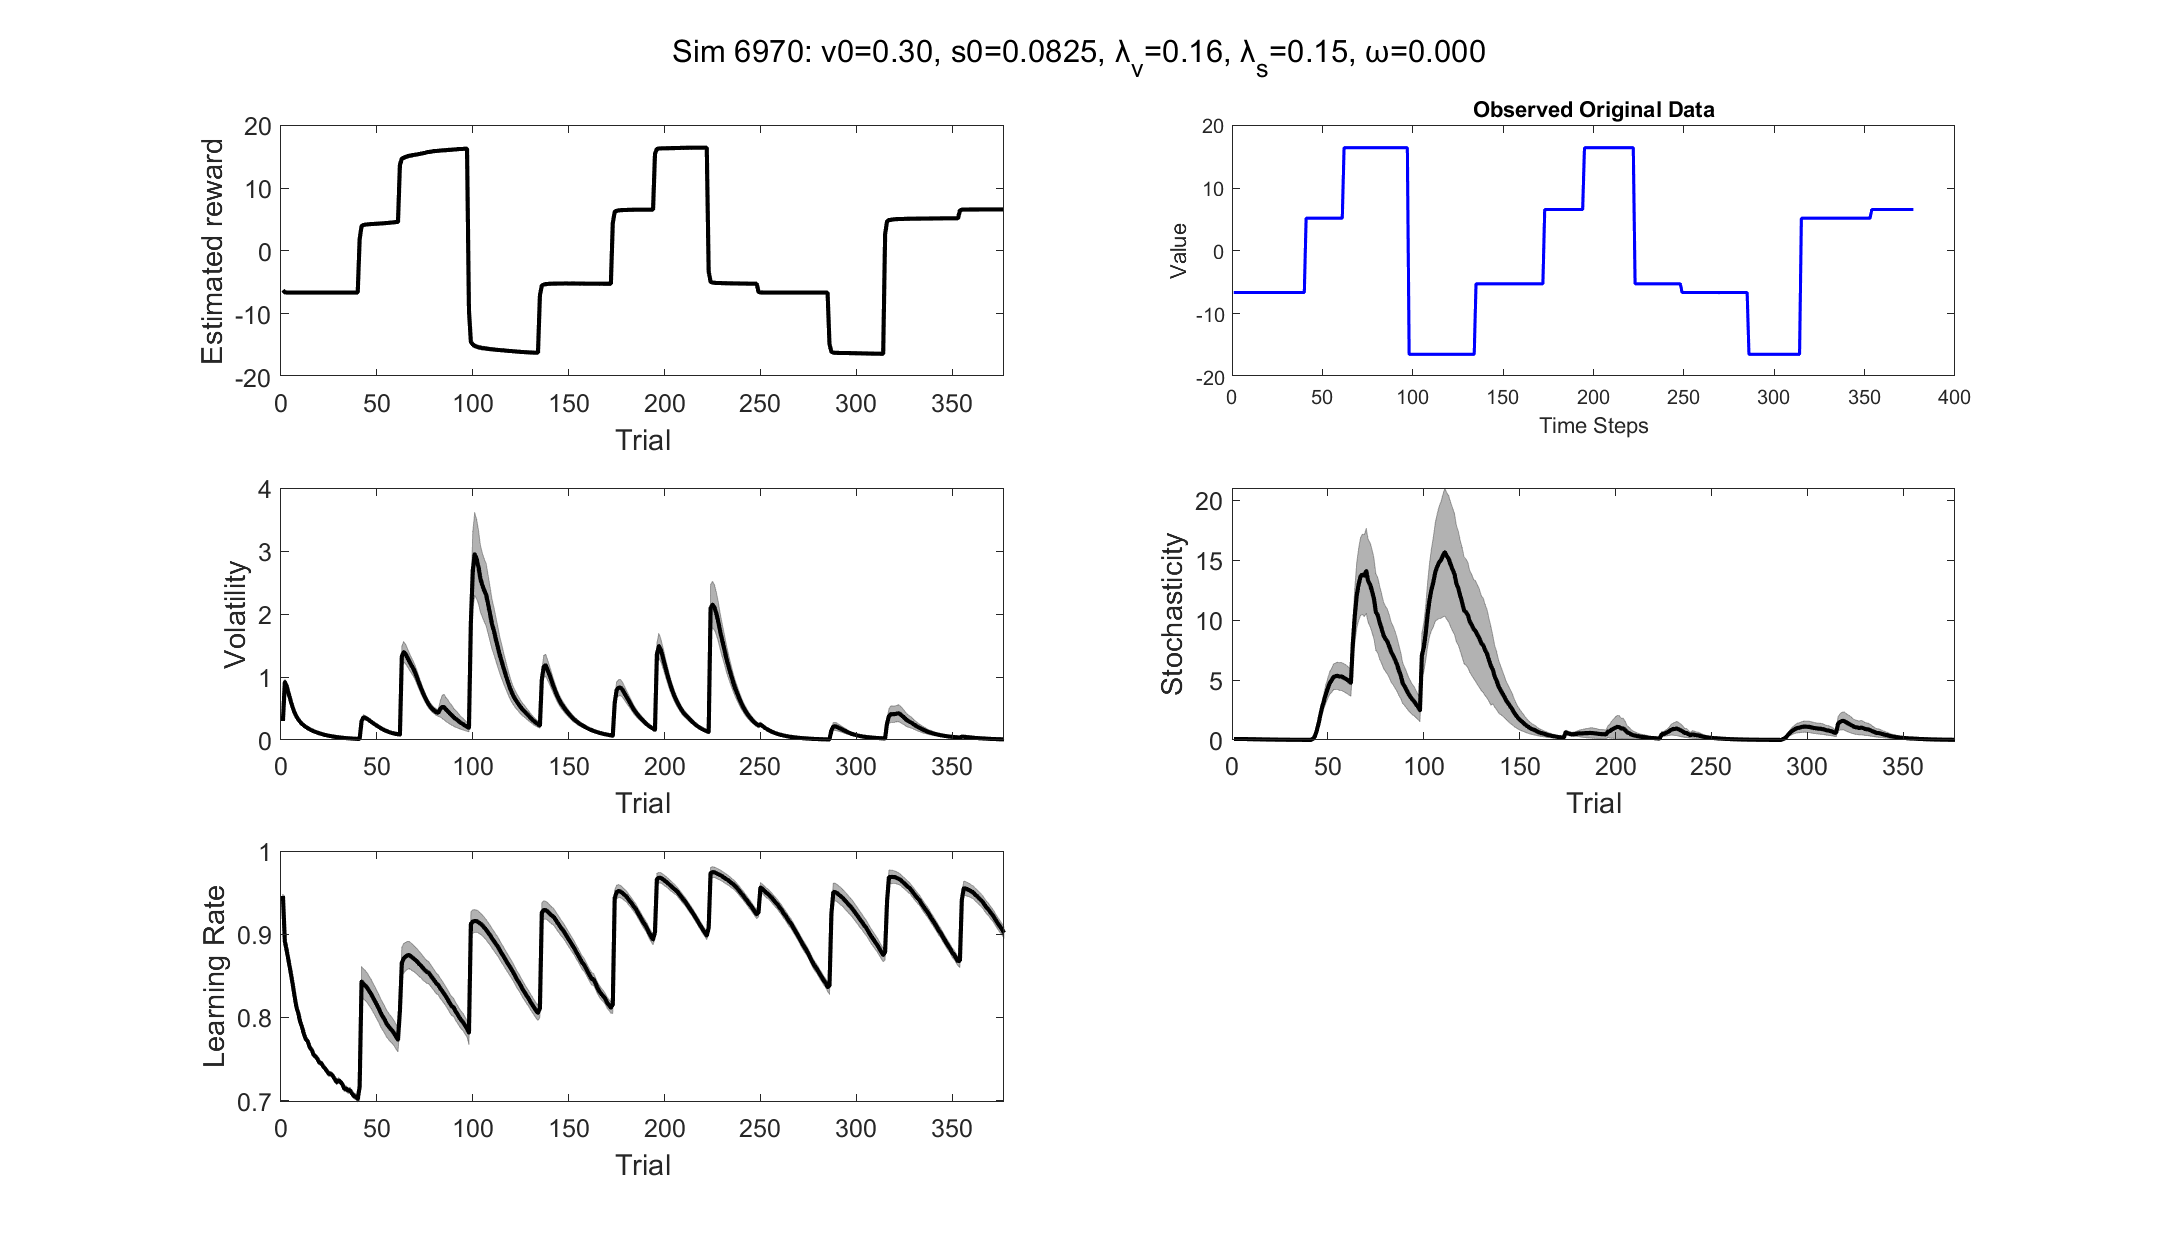 Sim 6970: v0=0.30, s0=0.0825, λv=0.16, λs=0.15, ω=0.000
Estimated reward
20
10
0
-10
-20
0 50 100 150 200 250 300 350
Trial
Observed Original Data
Value
20
10
0
-10
-20
0 50 100 150 200 250 300 350 400
Time Steps
Volatility
4
3
2
1
0
0 50 100 150 200 250 300 350
Trial
Stochasticity
20
15
10
5
0
0 50 100 150 200 250 300 350
Trial
Learning Rate
1
0.9
0.8
0.7
0 50 100 150 200 250 300 350
Trial